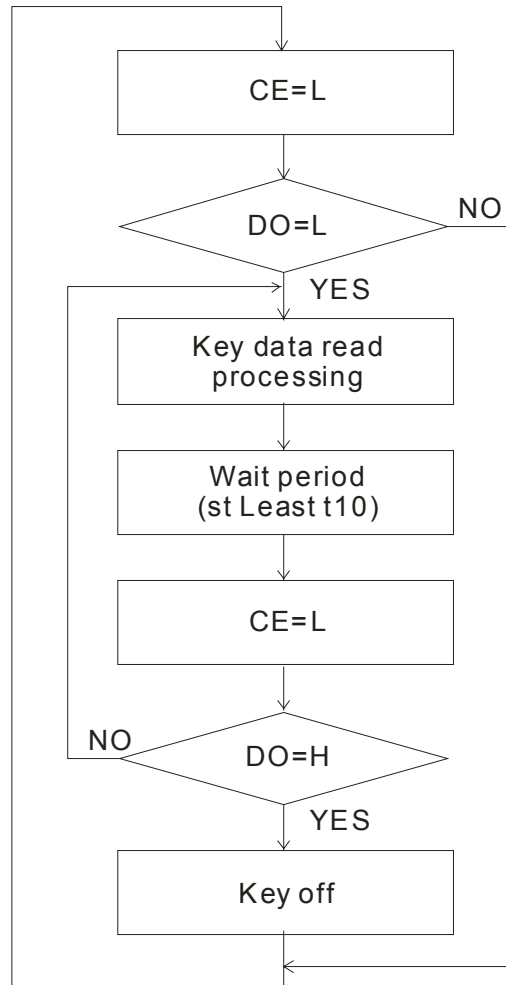 CE=L
DO=L
NO
YES
Key data read
processing
Wait period
(st Least t10)
CE=L
NO
DO=H
YES
Key off